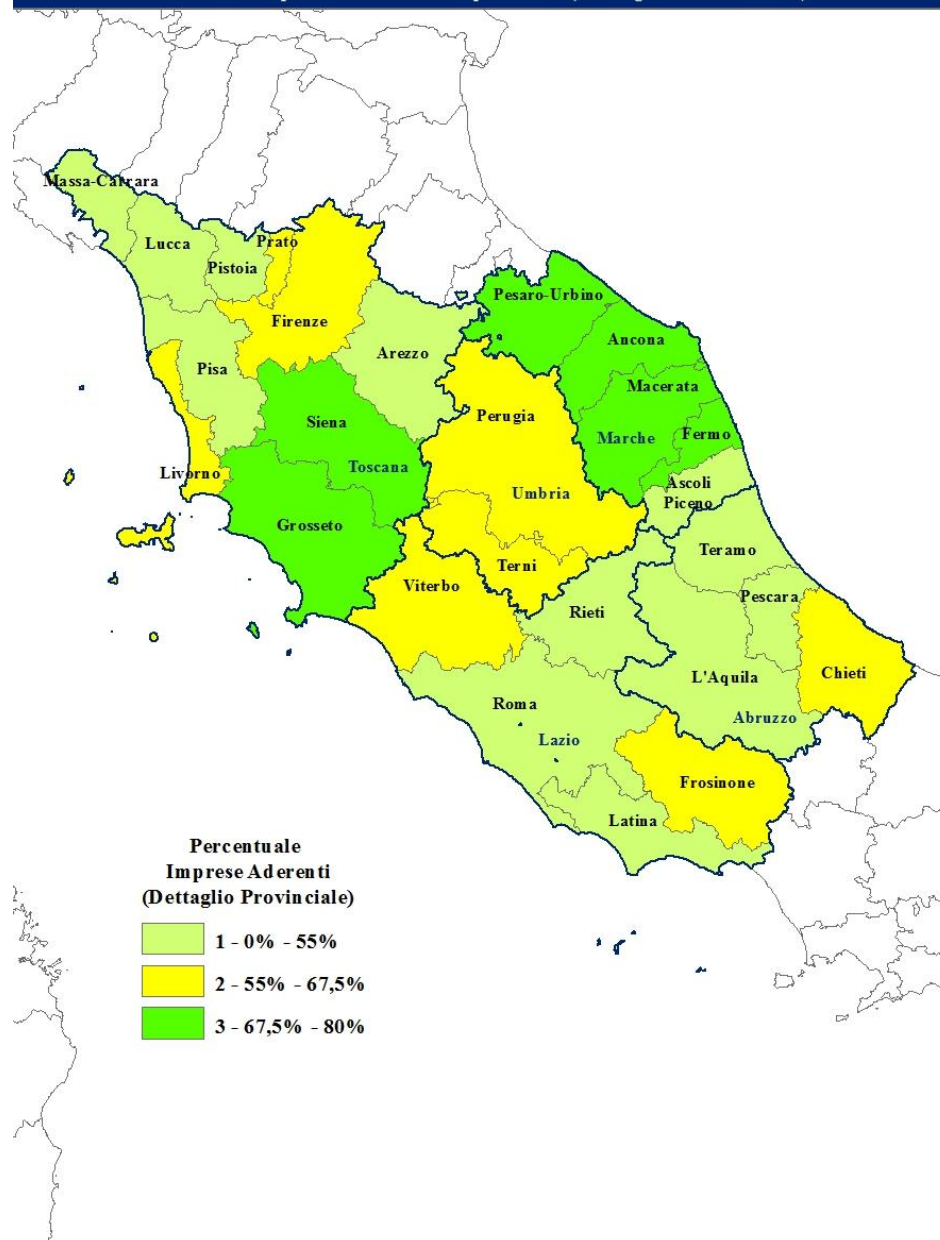 Massa-Carrara
Lucca
Prato
Pistoia
Firenze
Pesaro-Urbino
Ancona
Arezzo
Pisa
Macerata
Perugia
Siena
Marche
Fermo
Toscana
Livorno
Ascoli
Piceno
Umbria
Grosseto
Teramo
Terni
Viterbo
Pescara
Rieti
L'Aquila
Chieti
Roma
Abruzzo
Lazio
Frosinone
Latina
Percentuale
Imprese Aderenti
(Dettaglio Provinciale)
1 - 0% - 55%
2 - 55% - 67,5%
3 - 67,5% - 80%